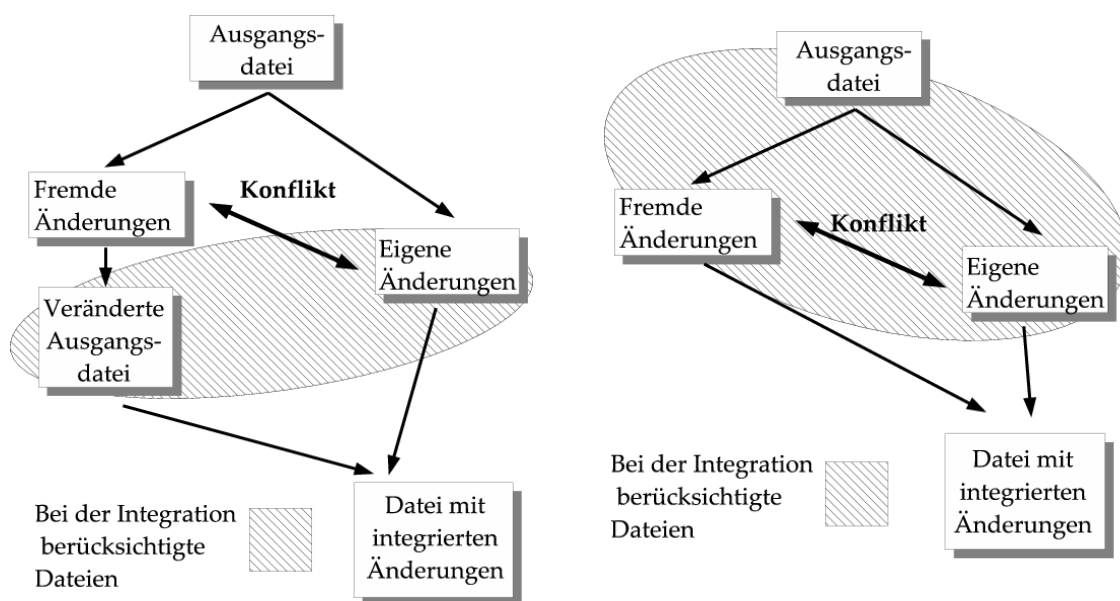 Ausgangs-
datei
Fremde
Änderungen
Konflikt
Eigene
Änderungen
Veränderte
Ausgangs-
datei
Bei der Integration
berücksichtigte
Dateien
Datei mit
integrierten
Änderungen
Ausgangs-
datei
Fremde
Änderungen
Konflikt
Eigene
Änderungen
Bei der Integration
berücksichtigte
Dateien
Datei mit
integrierten
Änderungen